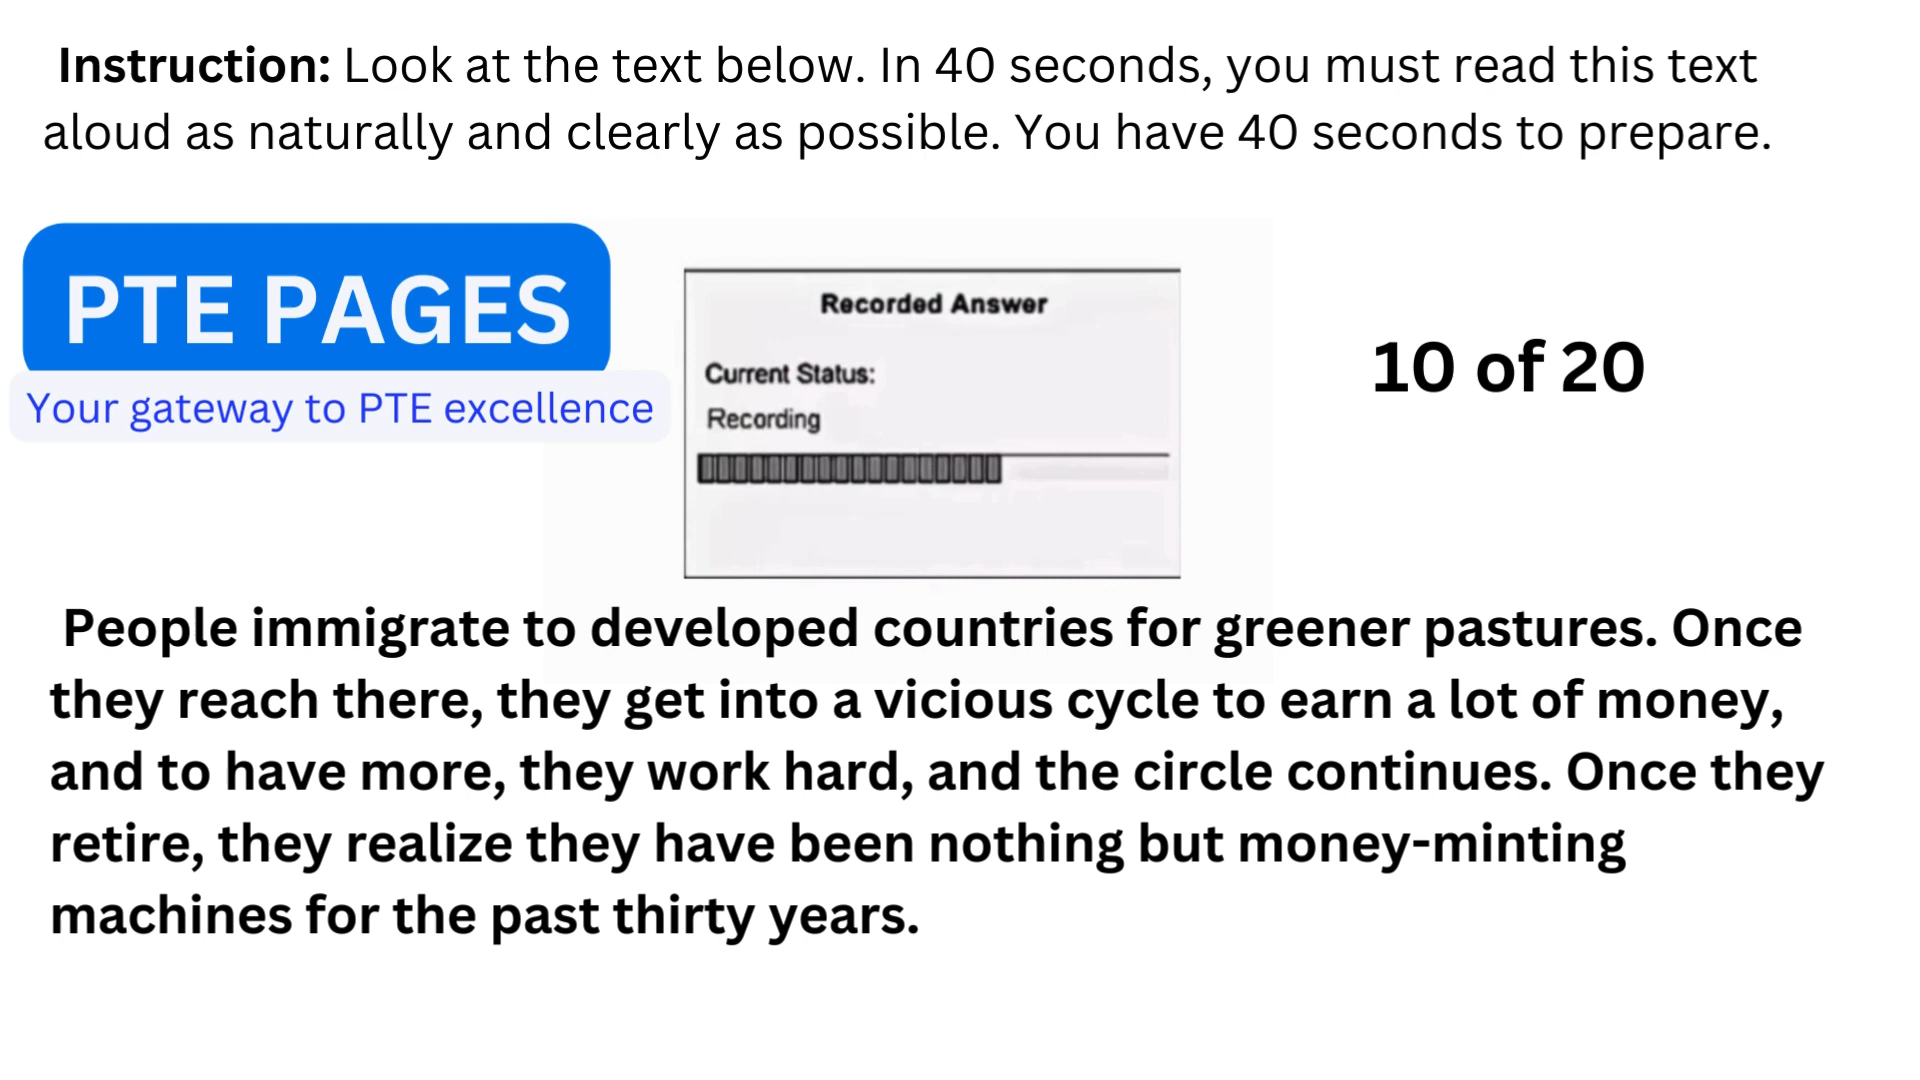 Instruction: Look at the text below. In 40 seconds, you must read this text
aloud as naturally and clearly as possible. You have 40 seconds to prepare.
PTE PAGES
Your gateway to PTE excellence
Recorded Answer
Current Status:
Recording
10 of 20
People immigrate to developed countries for greener pastures. Once
they reach there, they get into a vicious cycle to earn a lot of money,
and to have more, they work hard, and the circle continues. Once they
retire, they realize they have been nothing but money-minting
machines for the past thirty years.